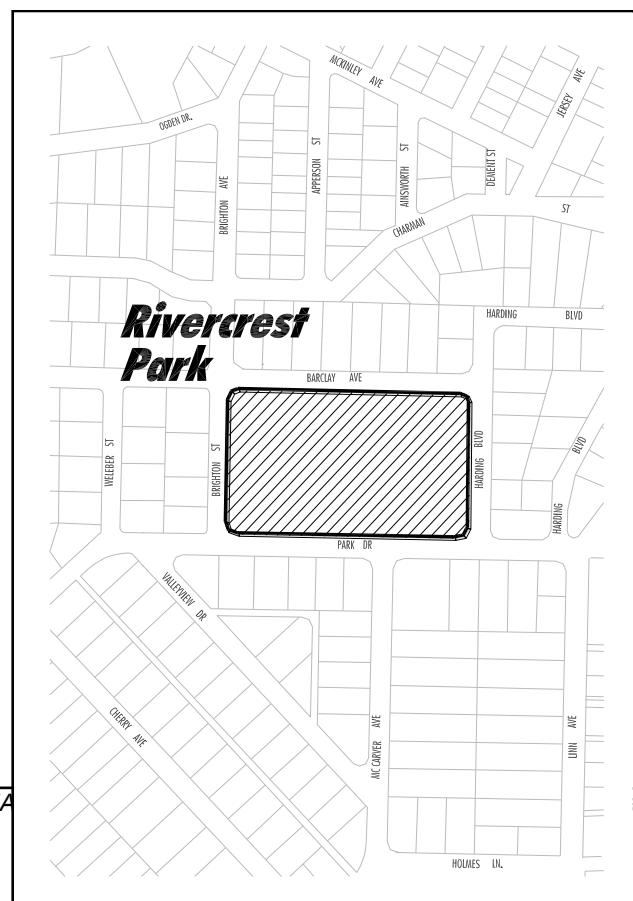 MCKINLEY AVE
JERSEY AVE
OGDEN DR.
APPERSON ST
AINSWORTH ST
DEMENT ST
BRIGHTON AVE
CHARMAN
ST
Rivercrest
Park
HARDING BLVD
BARCLAY AVE
WELEBER ST
BRIGHTON ST
HARDING BLVD
HARDING BLVD
PARK DR
VALLEYVIEW DR
CHERRY AVE
MC CARVER AVE
LINN AVE
A
HOLMES LN.